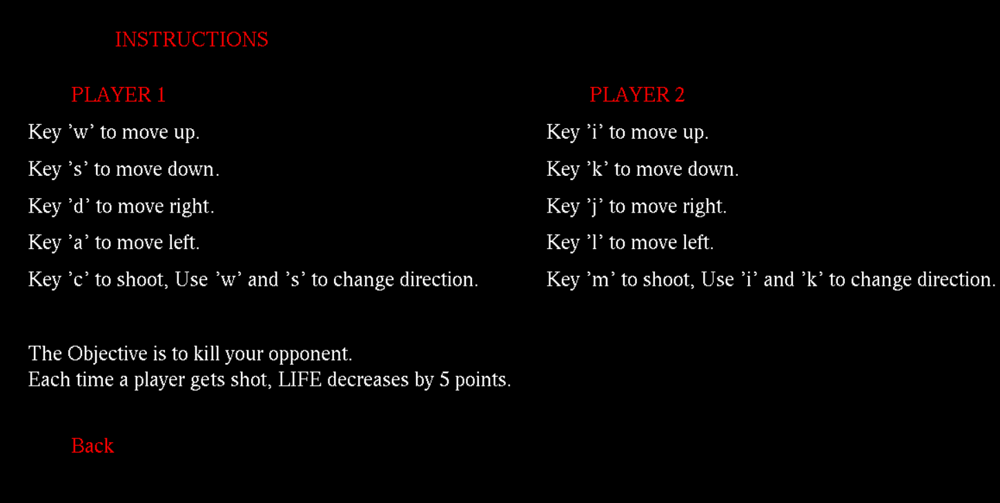 INSTRUCTIONS
PLAYER 1
Key ’w’ to move up.
Key ’s’ to move down.
Key ’d’ to move right.
Key ’a’ to move left.
Key ’c’ to shoot, Use ’w’ and ’s’ to change direction.
PLAYER 2
Key ’i’ to move up.
Key ’k’ to move down.
Key ’j’ to move right.
Key ’l’ to move left.
Key ’m’ to shoot, Use ’i’ and ’k’ to change direction.
The Objective is to kill your opponent.
Each time a player gets shot, LIFE decreases by 5 points.
Back